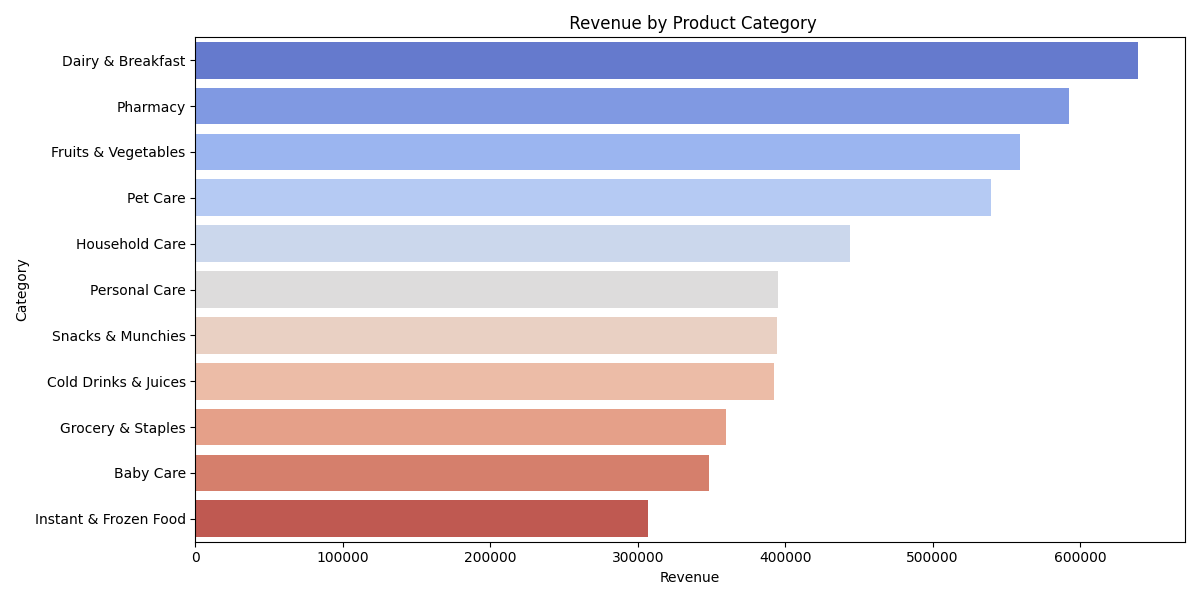 Revenue by Product Category
Category
Dairy & Breakfast
Pharmacy
Fruits & Vegetables
Pet Care
Household Care
Personal Care
Snacks & Munchies
Cold Drinks & Juices
Grocery & Staples
Baby Care
Instant & Frozen Food
0 100000 200000 300000 400000 500000 600000
Revenue